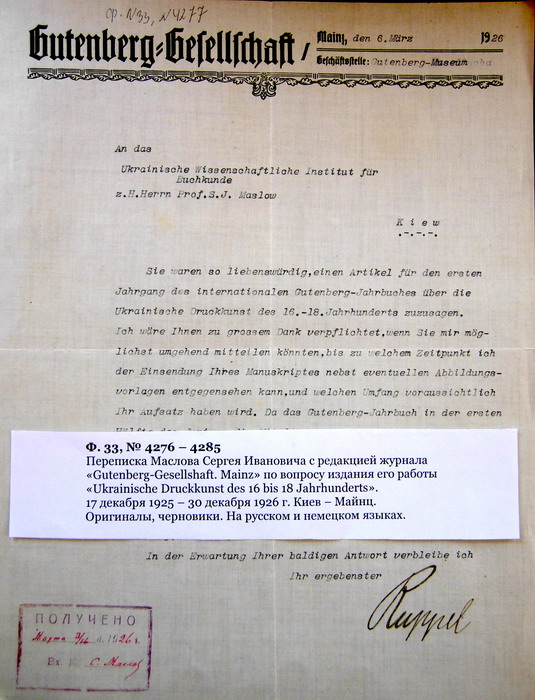 ф. N33, N4277
Gutenberg-Gesellschaft /
Mainz, den 6. März 1926
Geschäftsstelle: Gutenberg-Museum
An das
Ukrainische Wissenschaftliche Institut für
Buchkunde
z.H.Herrn Prof.S.J. Maslow
K i e w
.-.-.-.
Sie waren so liebenswürdig,einen Artikel für den ersten
Jahrgang des internationalen Gutenberg-Jahrbuches über die
Ukrainische Druckkunst des 16.-18.Jahrhunderts zuzusagen.
Ich wäre Ihnen zu grossem Dank verpflichtet,wenn Sie mir mög-
lichst umgehend mitteilen könnten,bis zu welchem Zeitpunkt ich
der Einsendung Ihres Manuskriptes nebst eventuellen Abbildungs-
vorlagen entgegensehen kann,und welchen Umfang voraussichtlich
Ihr Aufsatz haben wird. Da das Gutenberg-Jahrbuch in der ersten
Ф. 33, № 4276 – 4285
Переписка Маслова Сергея Ивановича с редакцией журнала
«Gutenberg-Gesellshaft. Mainz» по вопросу издания его работы
«Ukrainische Druckkunst des 16 bis 18 Jahrhunderts».
17 декабря 1925 – 30 декабря 1926 г. Киев – Майнц.
Оригиналы, черновики. На русском и немецком языках.
In der Erwartung Ihrer baldigen Antwort verbleibe ich
Ihr ergebenster
Ruppel
ПОЛУЧЕНО
Марта 1926 г.
Вх. С. Маслов